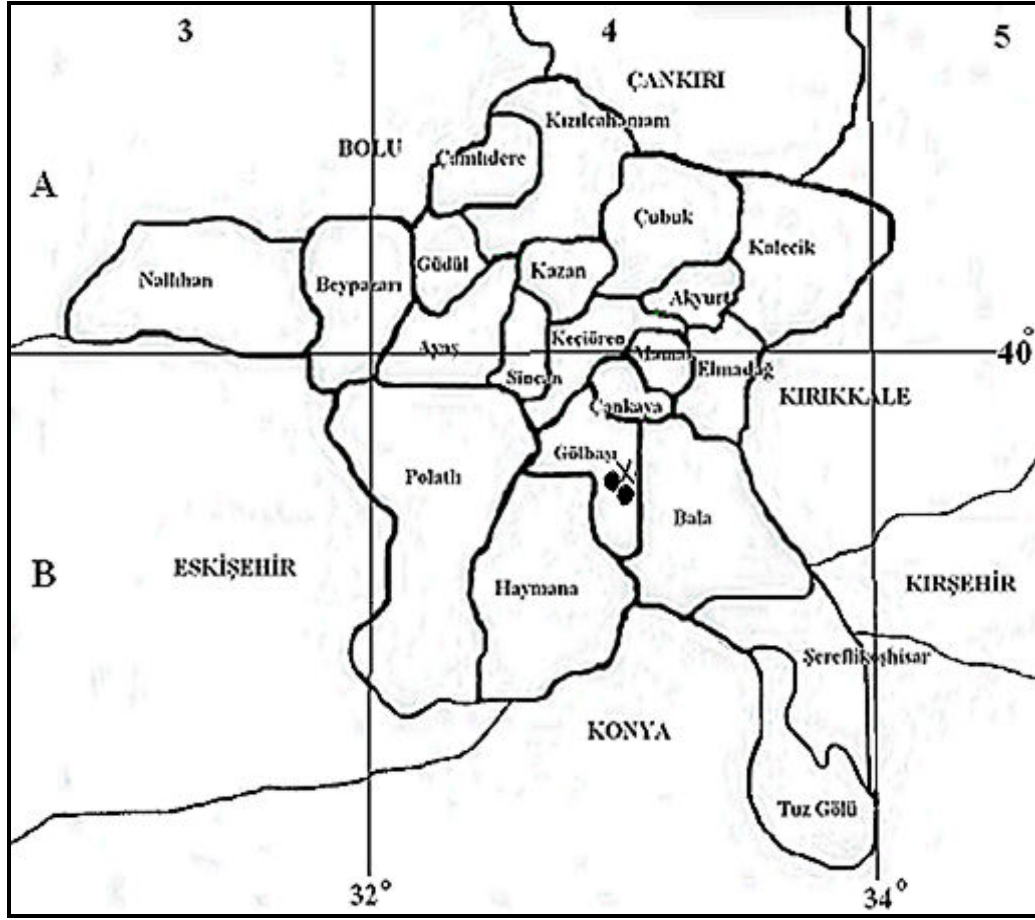 3 4 5
ÇANKIRI
Kızılcahamam
BOLU
Çamlıdere
A
Çubuk
Kalecik
Güdül
Kazan
Nallıhan
Beypazarı
Akyurt
Keçiören
Ayaş
Mamak
40°
Elmadağ
Sincan
KIRIKKALE
Çankaya
Gölbaşı
Polatlı
Bala
ESKİŞEHİR
B
KIRŞEHİR
Haymana
Şereflikoşhisar
KONYA
Tuz Gölü
32° 34°